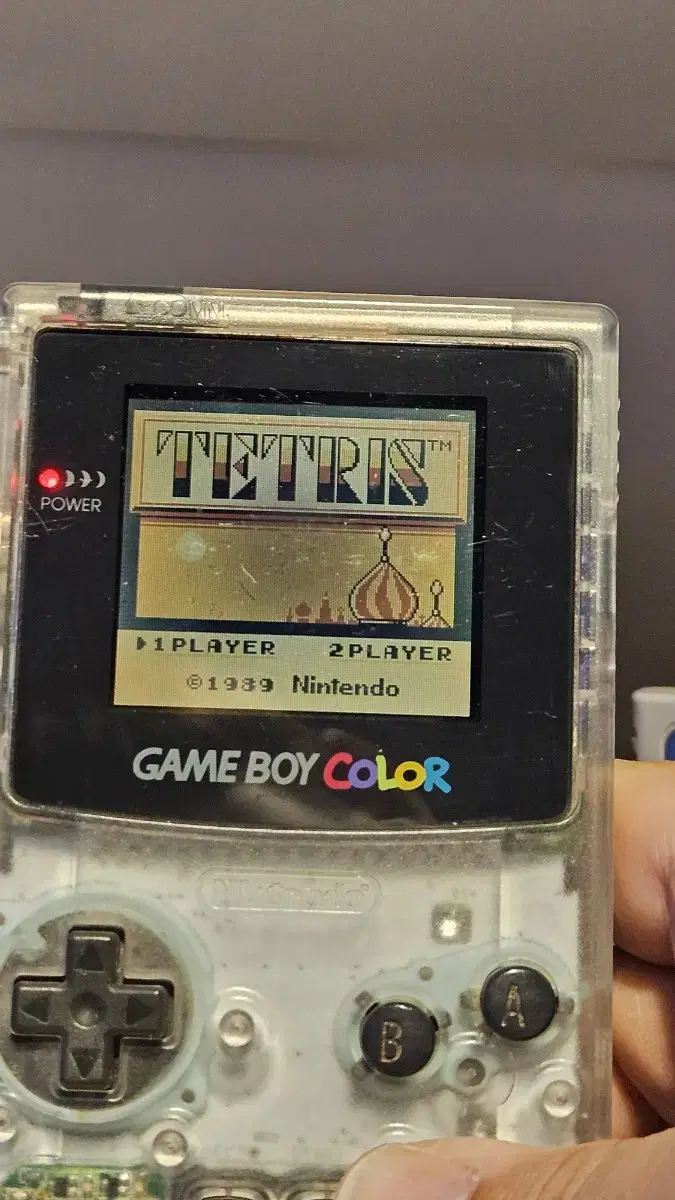 COMM.
POWER
TETRIS™
▶1PLAYER 2PLAYER
©1989 Nintendo
GAME BOY COLOR
Nintendo®
B A